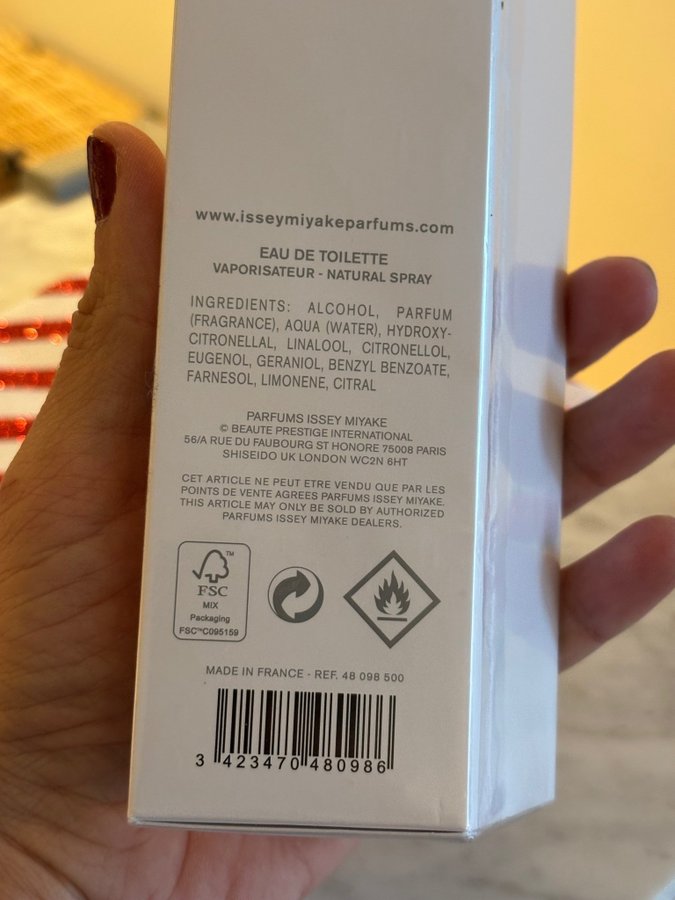 www.isseymiyakeparfums.com
EAU DE TOILETTE
VAPORISATEUR - NATURAL SPRAY
INGREDIENTS: ALCOHOL, PARFUM
(FRAGRANCE), AQUA (WATER), HYDROXY-
CITRONELLAL, LINALOOL, CITRONELLOL,
EUGENOL, GERANIOL, BENZYL BENZOATE,
FARNESOL, LIMONENE, CITRAL
PARFUMS ISSEY MIYAKE
© BEAUTE PRESTIGE INTERNATIONAL
56/A RUE DU FAUBOURG ST HONORE 75008 PARIS
SHISEIDO UK LONDON WC2N 6HT
CET ARTICLE NE PEUT ETRE VENDU QUE PAR LES
POINTS DE VENTE AGREES PARFUMS ISSEY MIYAKE.
THIS ARTICLE MAY ONLY BE SOLD BY AUTHORIZED
PARFUMS ISSEY MIYAKE DEALERS.
TM
FSC
MIX
Packaging
FSC™C095159
MADE IN FRANCE - REF. 48 098 500
3 423470 480986